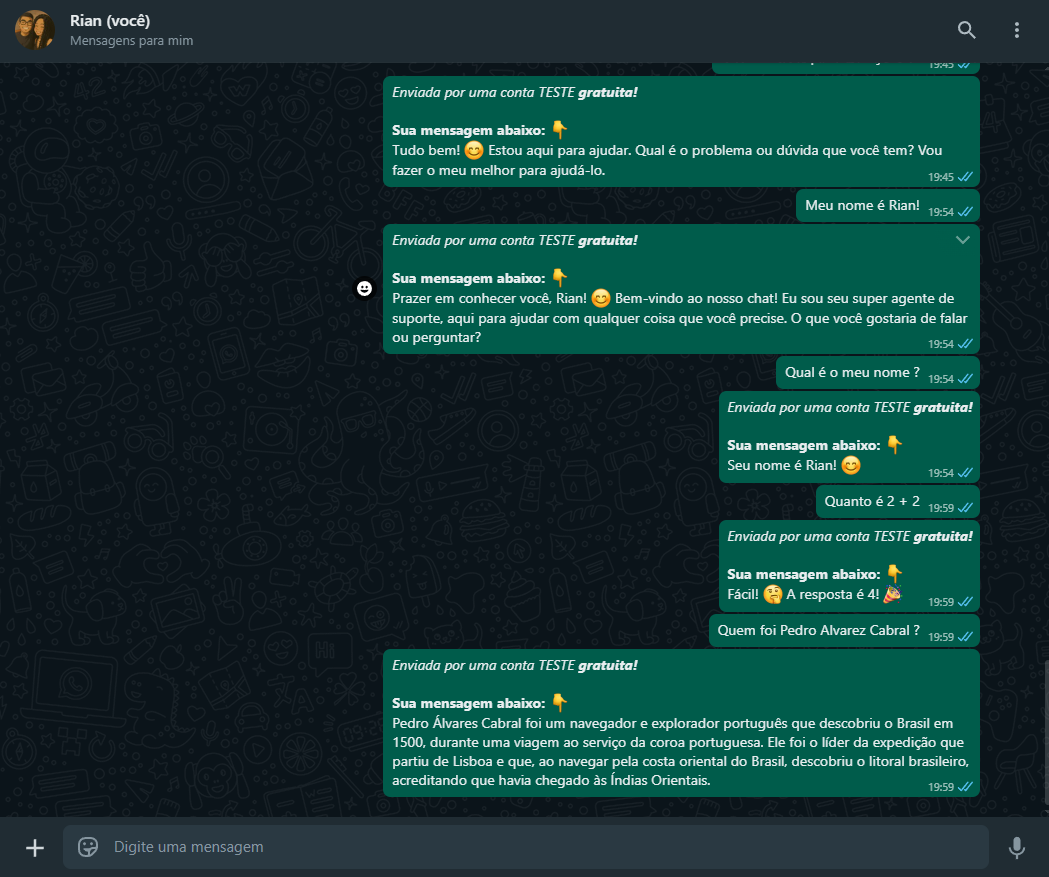 Rian (você)
Mensagens para mim
19:45
Enviada por uma conta TESTE gratuita!
Sua mensagem abaixo: 👇
Tudo bem! 😊 Estou aqui para ajudar. Qual é o problema ou dúvida que você tem? Vou
fazer o meu melhor para ajudá-lo.
19:45
Meu nome é Rian!
19:54
Enviada por uma conta TESTE gratuita!
Sua mensagem abaixo: 👇
Prazer em conhecer você, Rian! 😊 Bem-vindo ao nosso chat! Eu sou seu super agente de
suporte, aqui para ajudar com qualquer coisa que você precise. O que você gostaria de falar
ou perguntar?
19:54
Qual é o meu nome ?
19:54
Enviada por uma conta TESTE gratuita!
Sua mensagem abaixo: 👇
Seu nome é Rian! 😊
19:54
Quanto é 2 + 2
19:59
Enviada por uma conta TESTE gratuita!
Sua mensagem abaixo: 👇
Fácil! 🤔 A resposta é 4! 🎉
19:59
Quem foi Pedro Alvarez Cabral ?
19:59
Enviada por uma conta TESTE gratuita!
Sua mensagem abaixo: 👇
Pedro Álvares Cabral foi um navegador e explorador português que descobriu o Brasil em
1500, durante uma viagem ao serviço da coroa portuguesa. Ele foi o líder da expedição que
partiu de Lisboa e que, ao navegar pela costa oriental do Brasil, descobriu o litoral brasileiro,
acreditando que havia chegado às Índias Orientais.
19:59
Digite uma mensagem